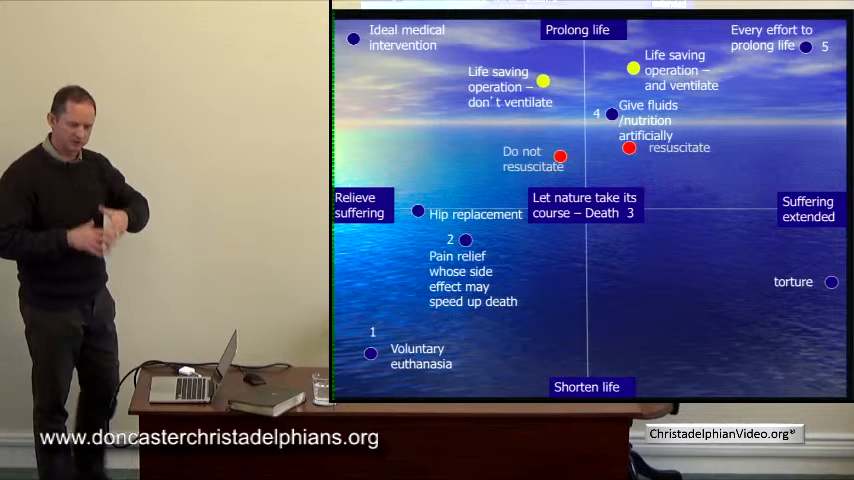 Ideal medical
intervention
Prolong life
Every effort to
prolong life
5
Life saving
operation –
don't ventilate
Life saving
operation –
and ventilate
4
Give fluids
/nutrition
artificially
Do not
resuscitate
resuscitate
Relieve
suffering
Hip replacement
Let nature take its
course – Death 3
Suffering
extended
2
Pain relief
whose side
effect may
speed up death
torture
1
Voluntary
euthanasia
Shorten life
www.doncasterchristadelphians.org
ChristadelphianVideo.org®